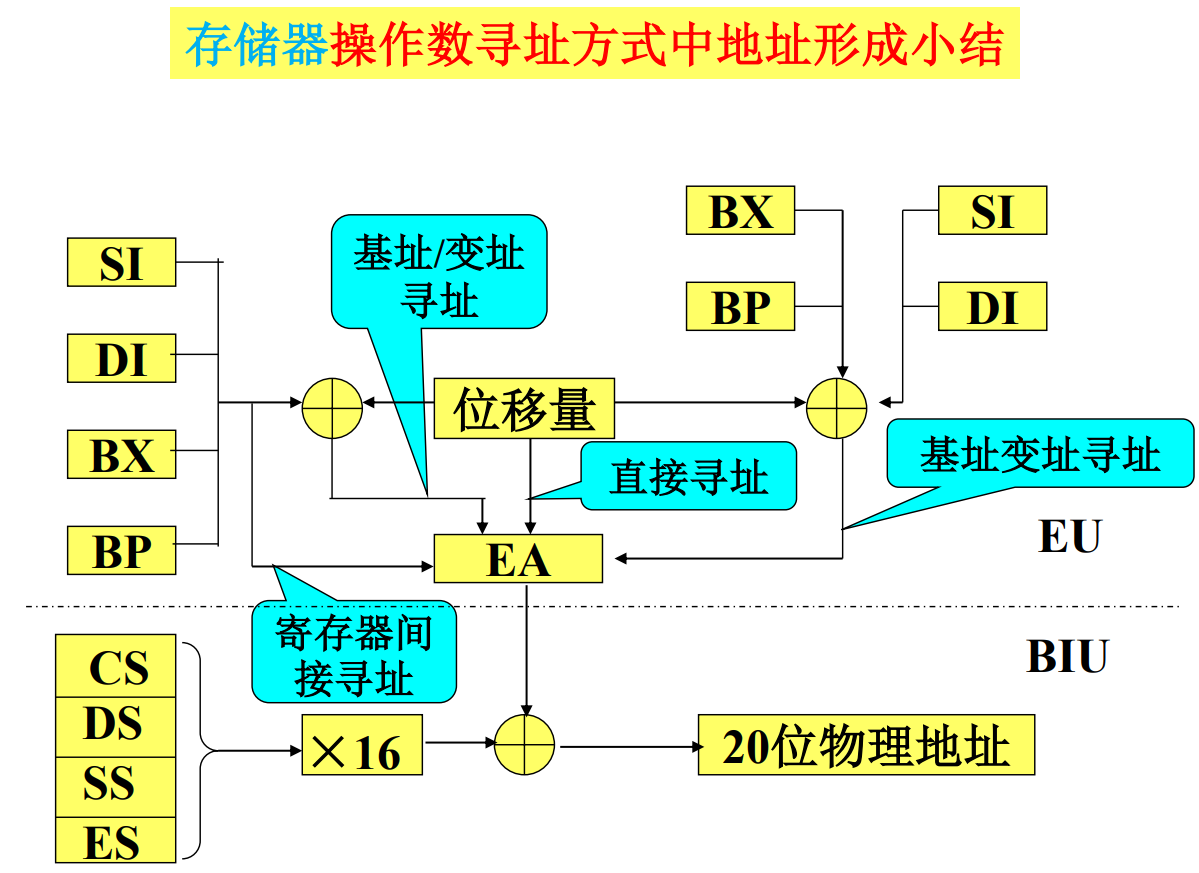 存储器操作数寻址方式中地址形成小结
BX
SI
基址/变址
寻址
SI
BP
DI
DI
位移量
BX
直接寻址
基址变址寻址
EU
BP
EA
寄存器间
接寻址
BIU
CS
DS
SS
ES
×16
20位物理地址